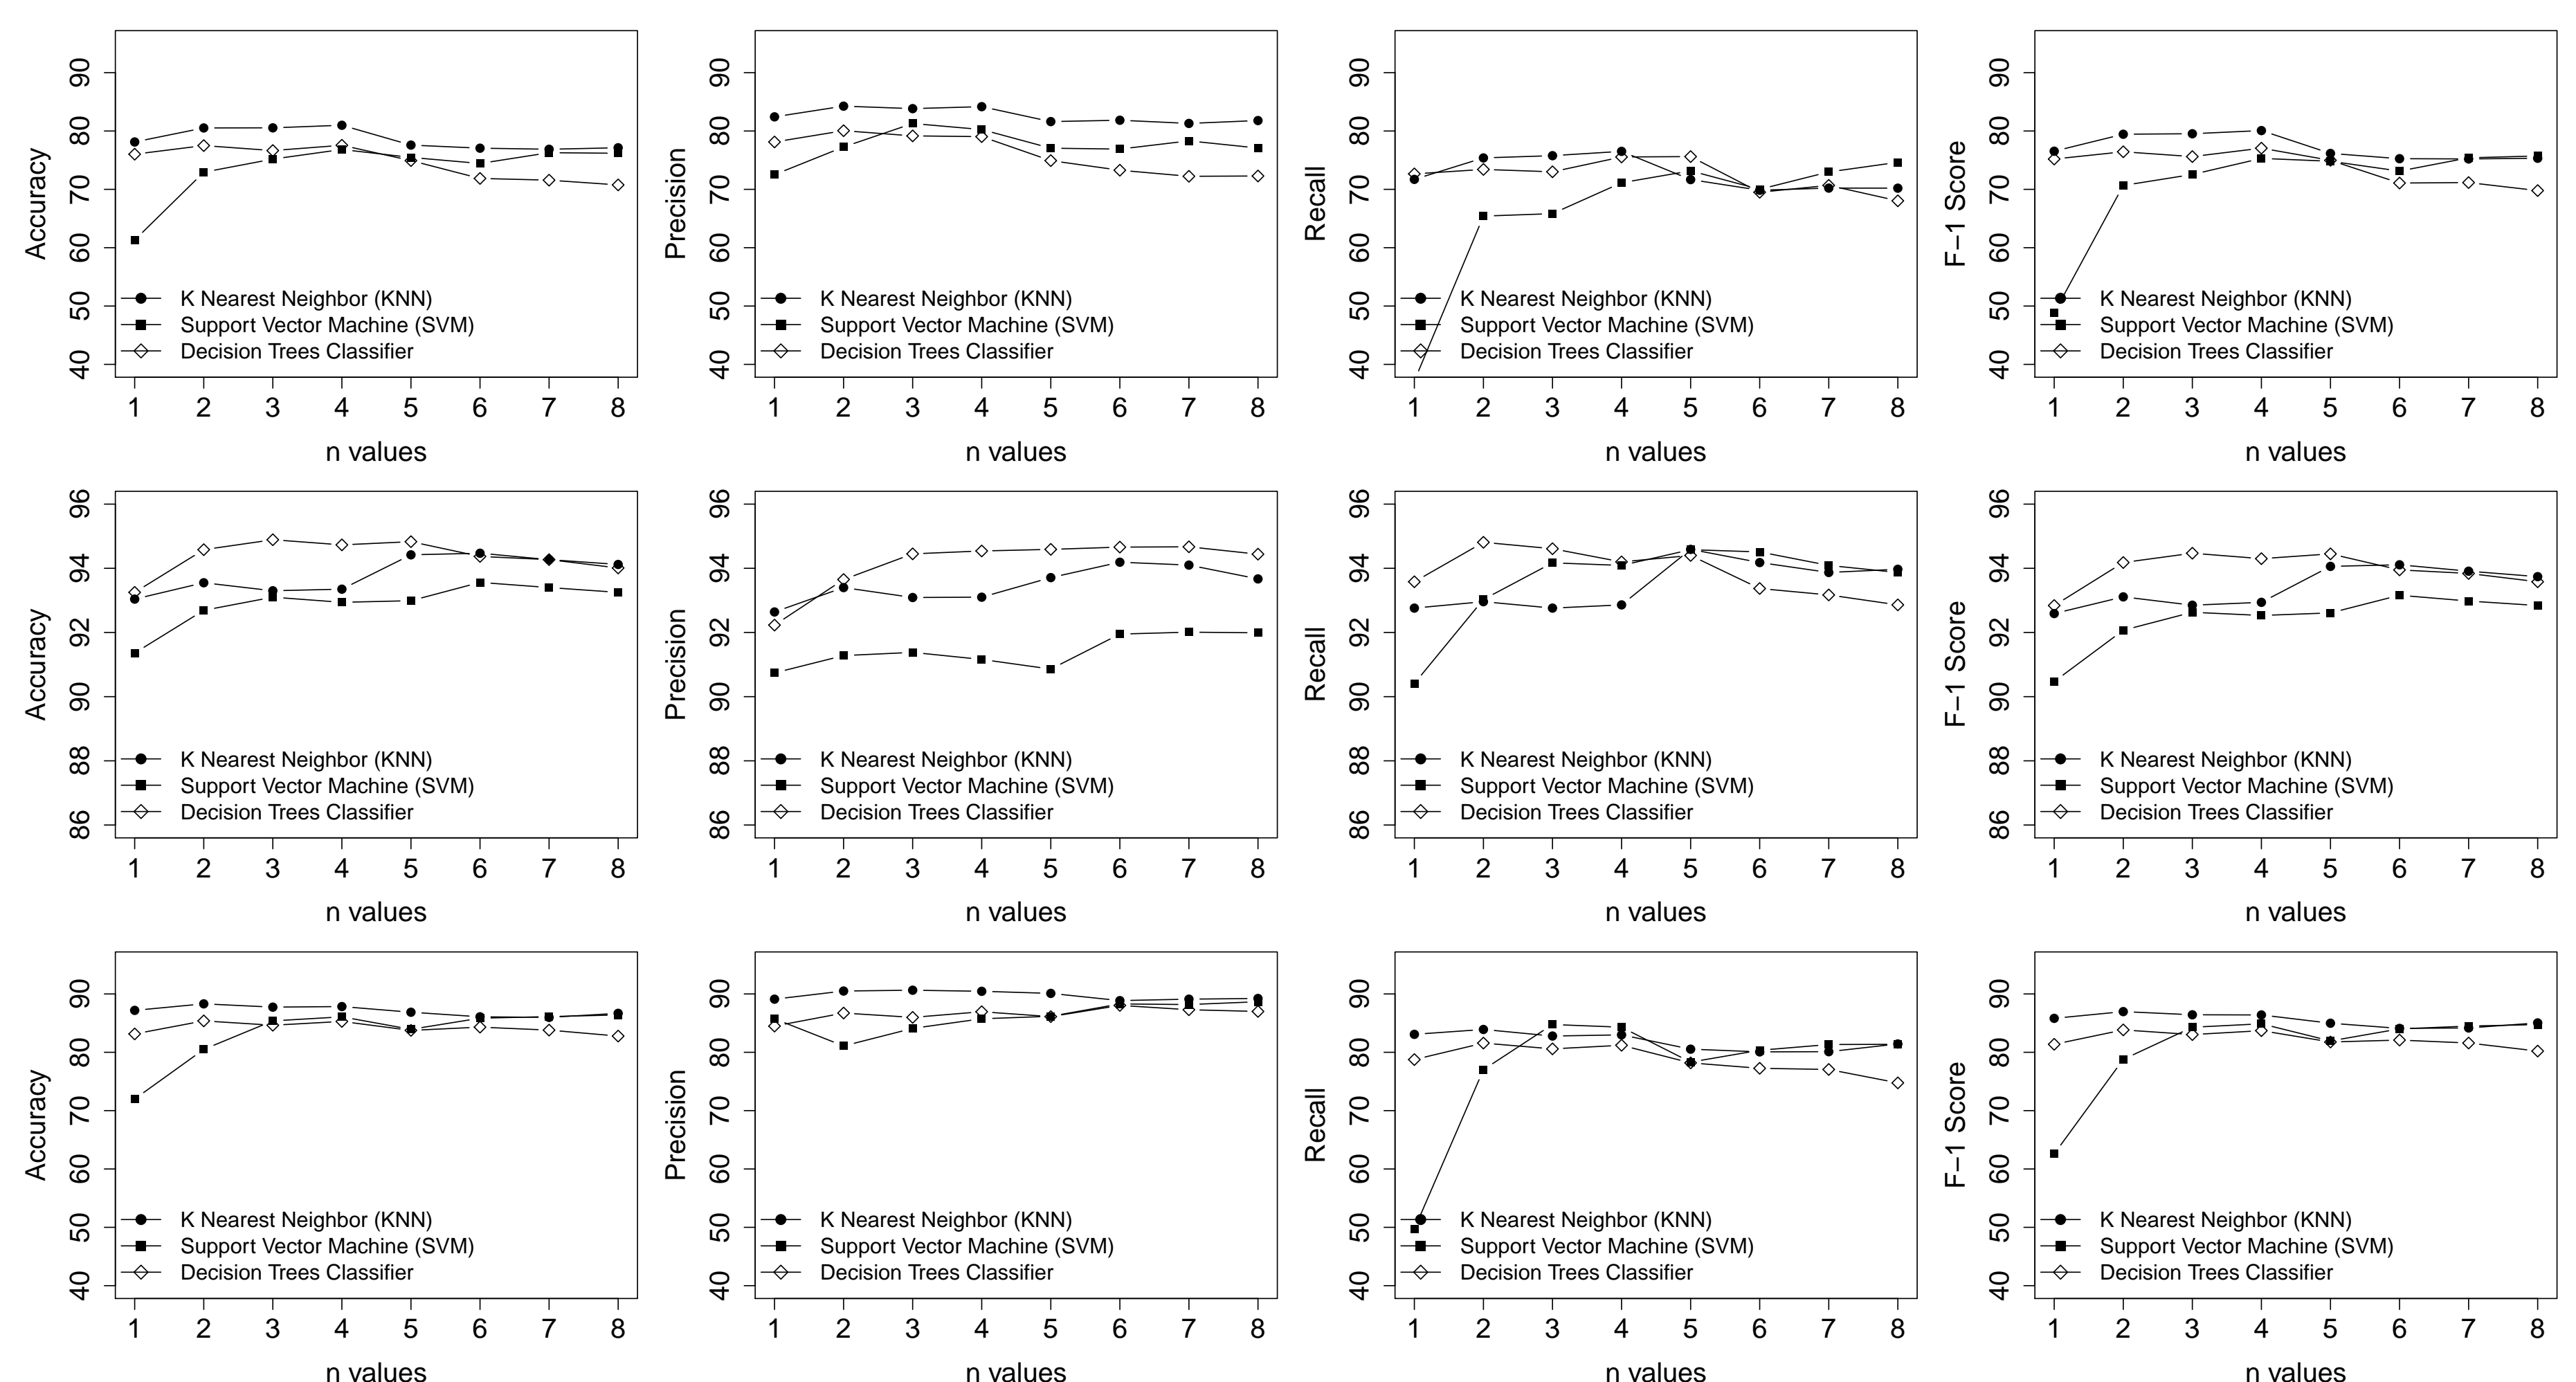 Accuracy
90
80
70
60
50
40
K Nearest Neighbor (KNN)
Support Vector Machine (SVM)
Decision Trees Classifier
1 2 3 4 5 6 7 8
n values
Precision
90
80
70
60
50
40
K Nearest Neighbor (KNN)
Support Vector Machine (SVM)
Decision Trees Classifier
1 2 3 4 5 6 7 8
n values
Recall
90
80
70
60
50
40
K Nearest Neighbor (KNN)
Support Vector Machine (SVM)
Decision Trees Classifier
1 2 3 4 5 6 7 8
n values
F−1 Score
90
80
70
60
50
40
K Nearest Neighbor (KNN)
Support Vector Machine (SVM)
Decision Trees Classifier
1 2 3 4 5 6 7 8
n values
Accuracy
96
94
92
90
88
86
K Nearest Neighbor (KNN)
Support Vector Machine (SVM)
Decision Trees Classifier
1 2 3 4 5 6 7 8
n values
Precision
96
94
92
90
88
86
K Nearest Neighbor (KNN)
Support Vector Machine (SVM)
Decision Trees Classifier
1 2 3 4 5 6 7 8
n values
Recall
96
94
92
90
88
86
K Nearest Neighbor (KNN)
Support Vector Machine (SVM)
Decision Trees Classifier
1 2 3 4 5 6 7 8
n values
F−1 Score
96
94
92
90
88
86
K Nearest Neighbor (KNN)
Support Vector Machine (SVM)
Decision Trees Classifier
1 2 3 4 5 6 7 8
n values
Accuracy
90
80
70
60
50
40
K Nearest Neighbor (KNN)
Support Vector Machine (SVM)
Decision Trees Classifier
1 2 3 4 5 6 7 8
n values
Precision
90
80
70
60
50
40
K Nearest Neighbor (KNN)
Support Vector Machine (SVM)
Decision Trees Classifier
1 2 3 4 5 6 7 8
n values
Recall
90
80
70
60
50
40
K Nearest Neighbor (KNN)
Support Vector Machine (SVM)
Decision Trees Classifier
1 2 3 4 5 6 7 8
n values
F−1 Score
90
80
70
60
50
40
K Nearest Neighbor (KNN)
Support Vector Machine (SVM)
Decision Trees Classifier
1 2 3 4 5 6 7 8
n values